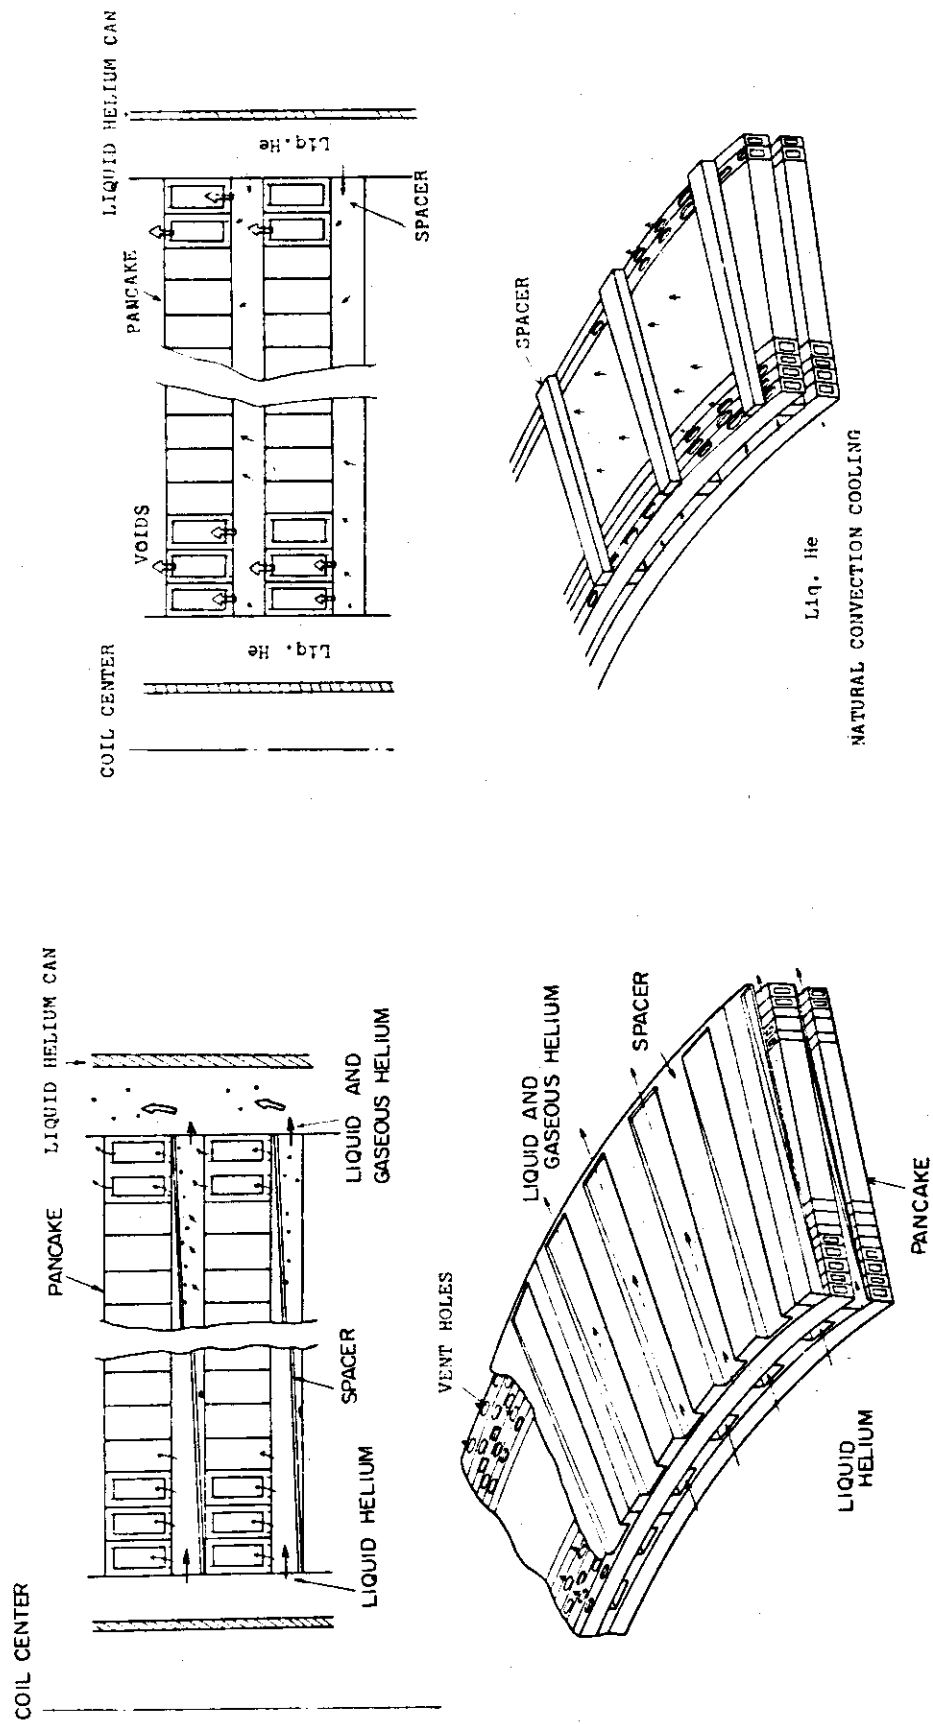 COIL CENTER
LIQUID HELIUM CAN
PANCAKE
LIQUID HELIUM
SPACER
LIQUID AND
GASEOUS HELIUM
VENT HOLES
LIQUID AND
GASEOUS HELIUM
SPACER
LIQUID
HELIUM
PANCAKE
COIL CENTER
LIQUID HELIUM CAN
VOIDS
PANCAKE
Liq. He
Liq.He
SPACER
SPACER
Liq. He
NATURAL CONVECTION COOLING